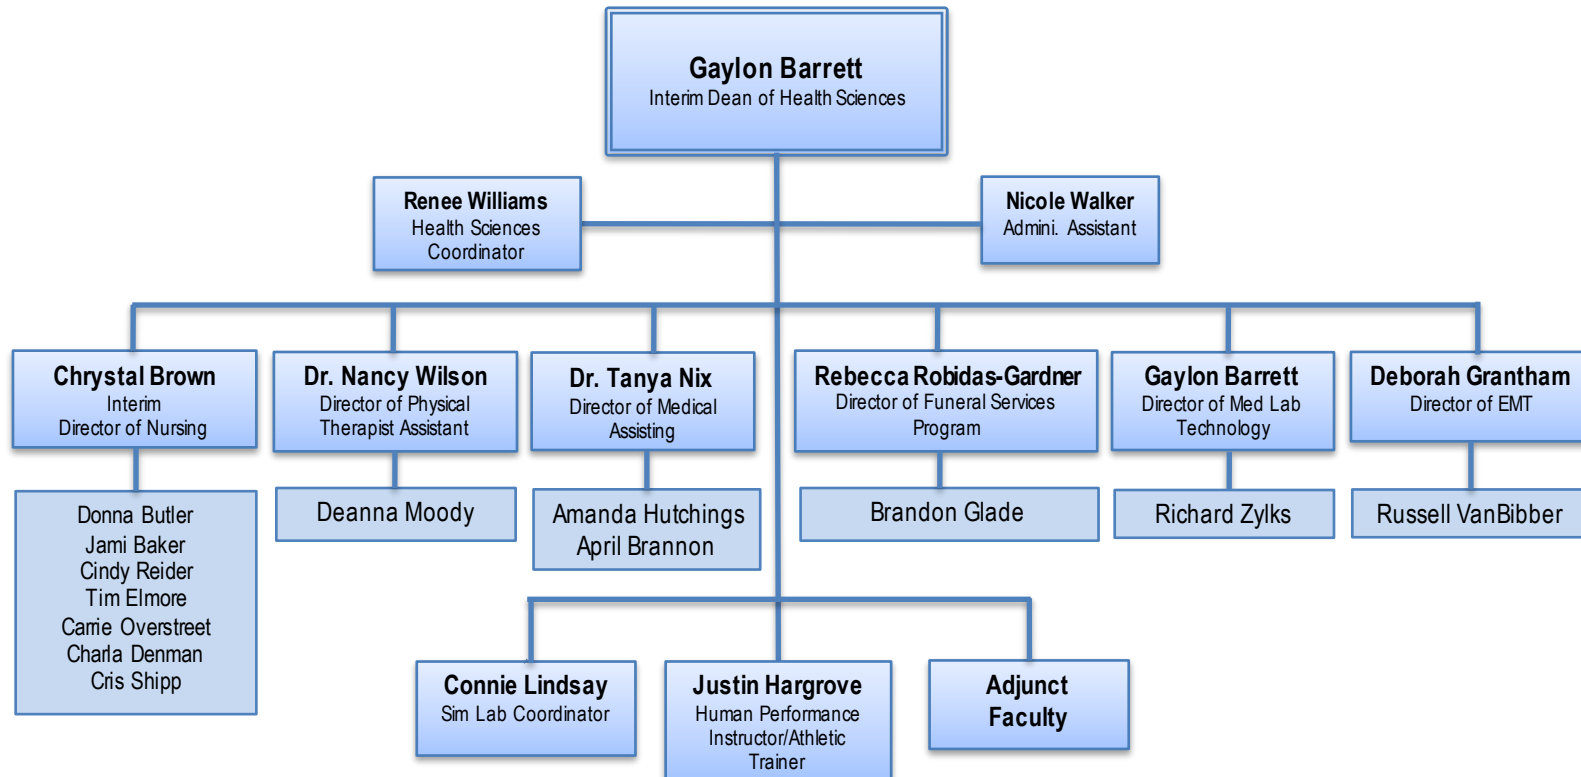 Gaylon Barrett
Interim Dean of Health Sciences
Renee Williams
Health Sciences
Coordinator
Nicole Walker
Admini. Assistant
Chrystal Brown
Interim
Director of Nursing
Dr. Nancy Wilson
Director of Physical
Therapist Assistant
Dr. Tanya Nix
Director of Medical
Assisting
Rebecca Robidas-Gardner
Director of Funeral Services
Program
Gaylon Barrett
Director of Med Lab
Technology
Deborah Grantham
Director of EMT
Donna Butler
Jami Baker
Cindy Reider
Tim Elmore
Carrie Overstreet
Charla Denman
Cris Shipp
Deanna Moody
Amanda Hutchings
April Brannon
Brandon Glade
Richard Zylks
Russell VanBibber
Connie Lindsay
Sim Lab Coordinator
Justin Hargrove
Human Performance
Instructor/Athletic
Trainer
Adjunct
Faculty